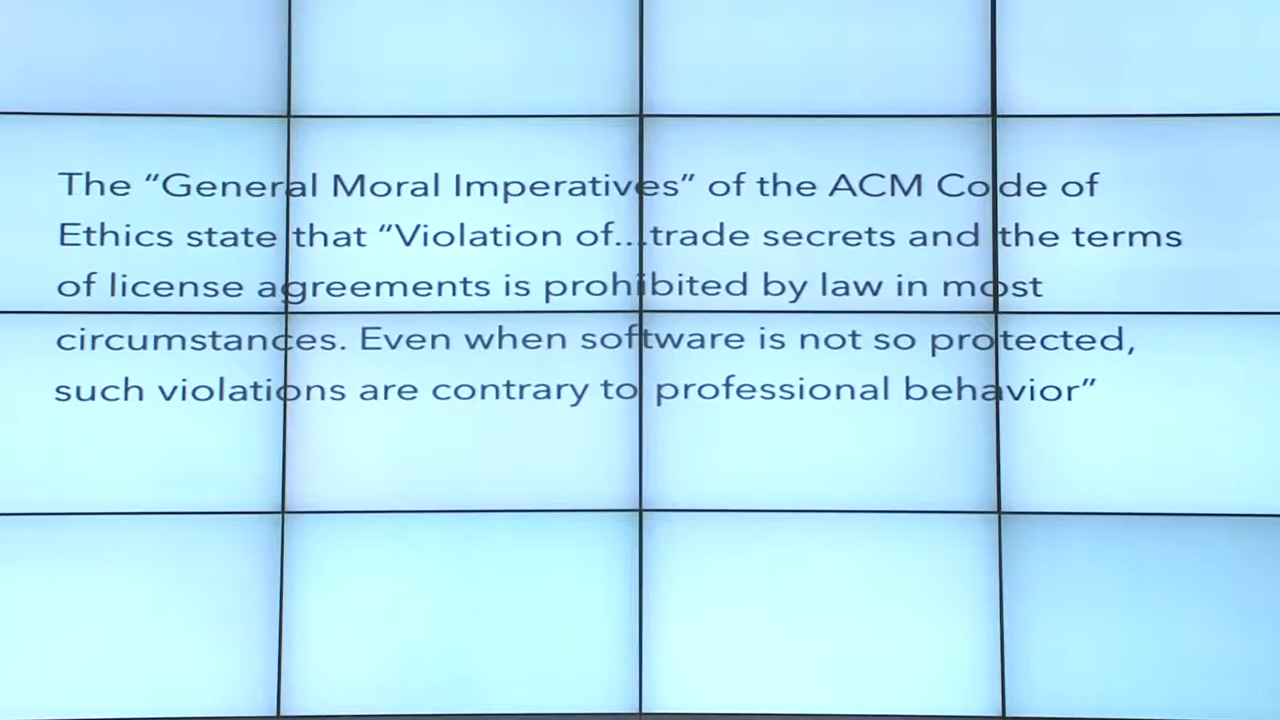 The “General Moral Imperatives” of the ACM Code of
Ethics state that “Violation of...trade secrets and the terms
of license agreements is prohibited by law in most
circumstances. Even when software is not so protected,
such violations are contrary to professional behavior”